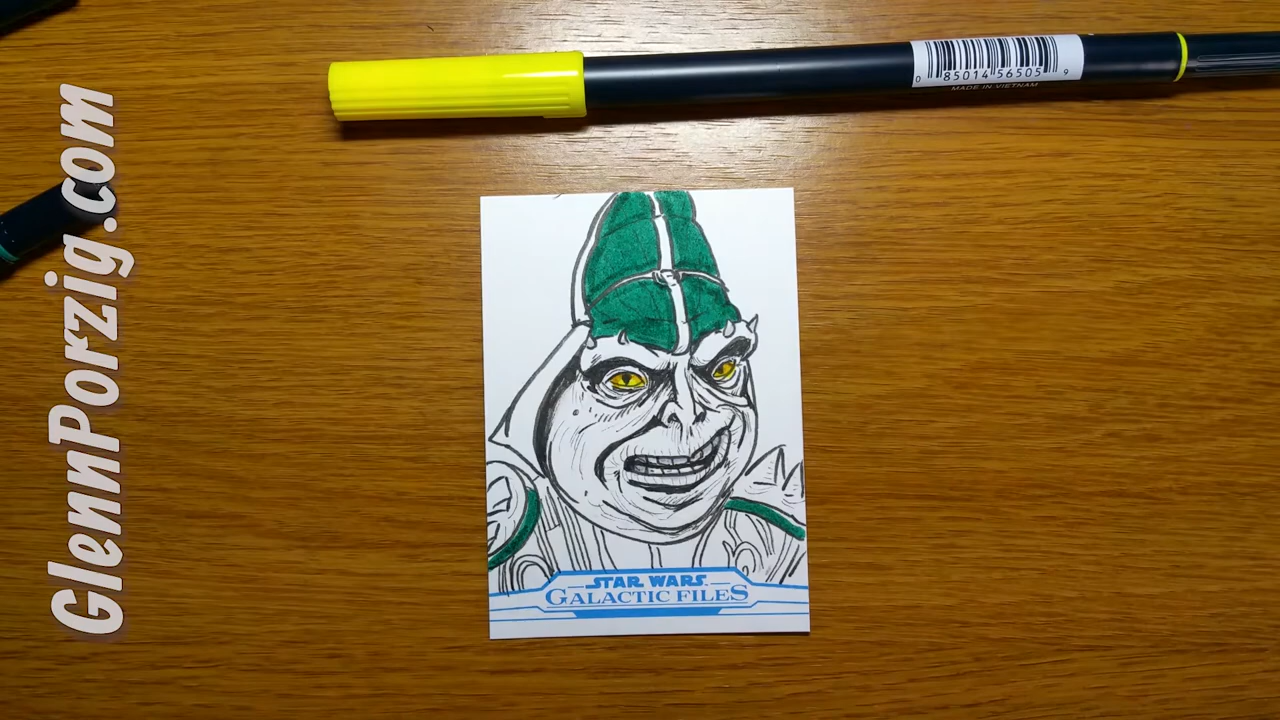 GlennPorzig.com
0 85014 56505 9
MADE IN VIETNAM
STAR WARS
GALACTIC FILES